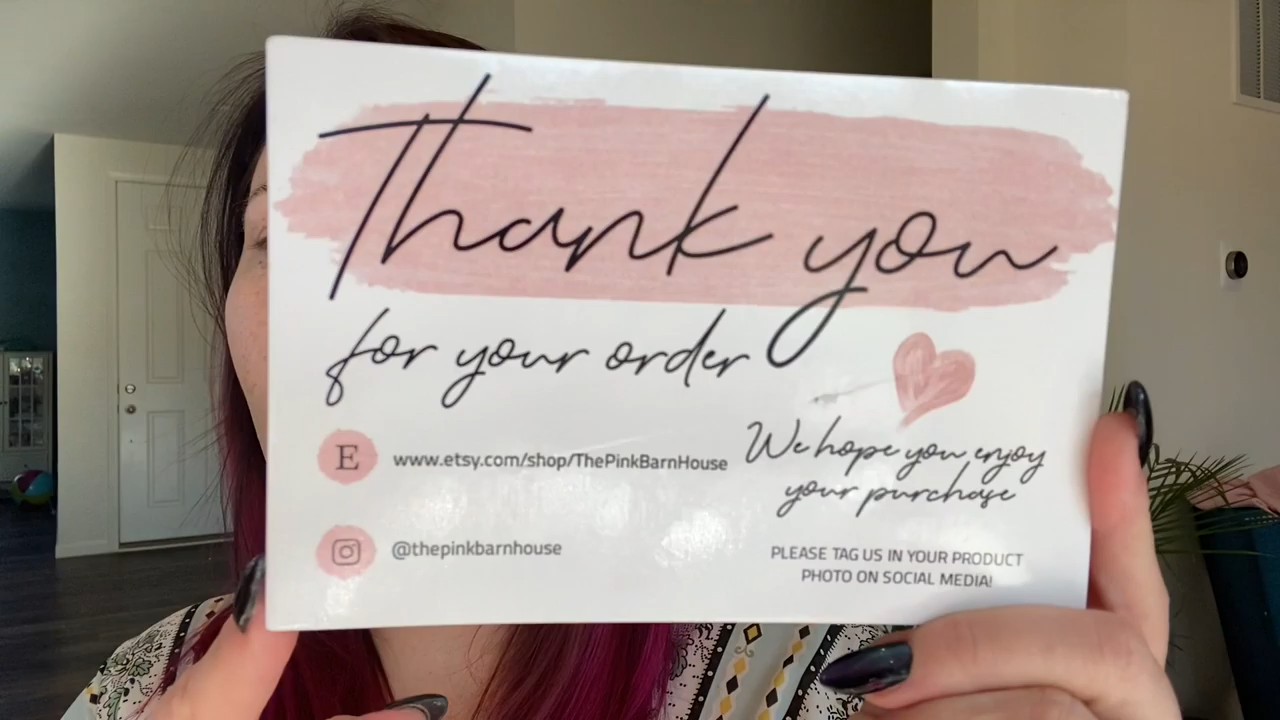 Thank you
for your order
E
www.etsy.com/shop/ThePinkBarnHouse
@thepinkbarnhouse
We hope you enjoy
your purchase
PLEASE TAG US IN YOUR PRODUCT
PHOTO ON SOCIAL MEDIA!